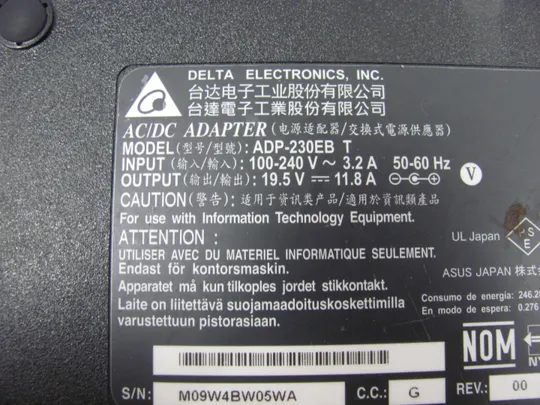 DELTA ELECTRONICS, INC.
台达电子工业股份有限公司
台達電子工業股份有限公司
AC/DC ADAPTER (电源适配器/交換式電源供應器)
MODEL (型号/型號): ADP-230EB T
INPUT (输入/輸入): 100-240 V ~ 3.2 A 50-60 Hz
OUTPUT (输出/輸出): 19.5 V 11.8 A
V
CAUTION (警告): 适用于资讯类产品/適用於資訊類產品
For use with Information Technology Equipment.
ATTENTION :
UTILISER AVEC DU MATERIEL INFORMATIQUE SEULEMENT.
Endast för kontorsmaskin.
Apparatet må kun tilkoples jordet stikkontakt.
Laite on liitettävä suojamaadoituskoskettimilla
varustettuun pistorasiaan.
UL Japan
PSE
ASUS JAPAN 株式
Consumo de energía: 246.2
En modo de espera: 0.276
NOM
S/N: M09W4BW05WA
C.C.: G
REV.: 00